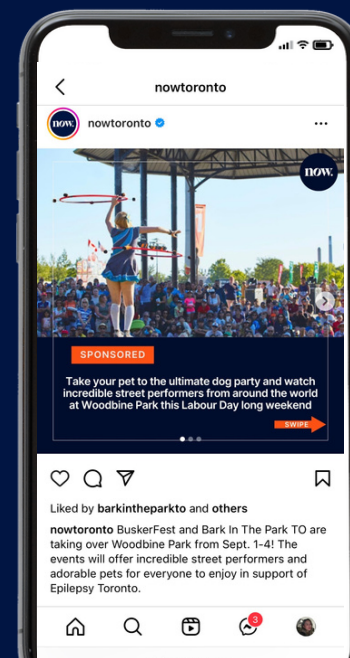 nowtoronto
now.
nowtoronto
now.
SPONSORED
Take your pet to the ultimate dog party and watch
incredible street performers from around the world
at Woodbine Park this Labour Day long weekend
SWIPE
Liked by barkintheparkto and others
nowtoronto BuskerFest and Bark In The Park TO are
taking over Woodbine Park from Sept. 1-4! The
events will offer incredible street performers and
adorable pets for everyone to enjoy in support of
Epilepsy Toronto.
3